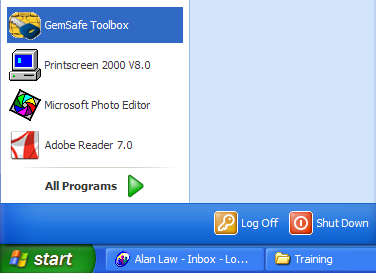 GemSafe Toolbox
Printscreen 2000 V8.0
Microsoft Photo Editor
Adobe Reader 7.0
All Programs
Log Off Shut Down
start Alan Law - Inbox - Lo... Training